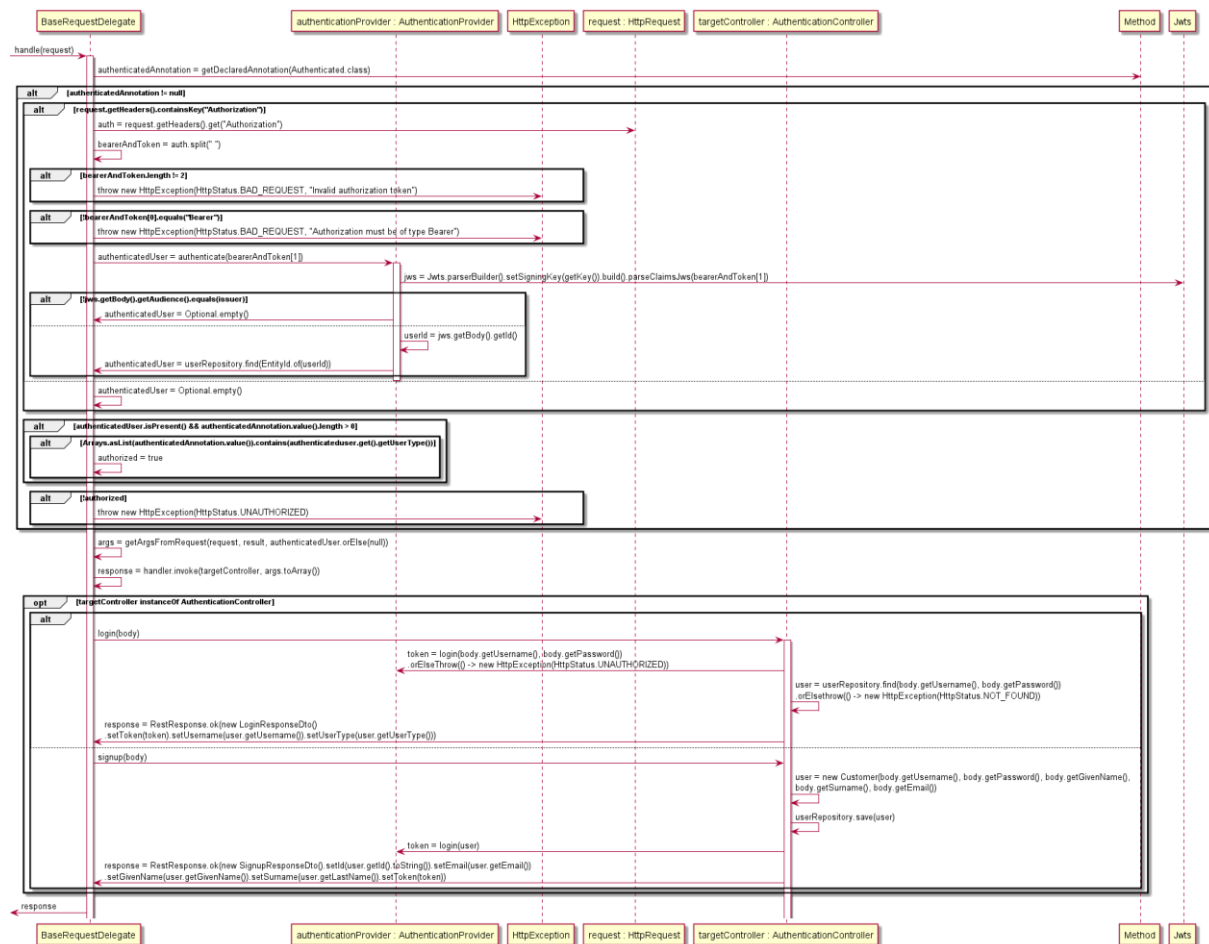 BaseRequestDelegate
authenticationProvider : AuthenticationProvider
HttpException
request : HttpRequest
targetController : AuthenticationController
Method
Jwts
handle(request)
authenticatedAnnotation = getDeclaredAnnotation(Authenticated.class)
alt [authenticatedAnnotation != null]
alt [request.getHeaders().containsKey("Authorization")]
auth = request.getHeaders().get("Authorization")
bearerAndToken = auth.split(" ")
alt [bearerAndToken.length != 2]
throw new HttpException(HttpStatus.BAD_REQUEST, "Invalid authorization token")
alt [!bearerAndToken[0].equals("Bearer")]
throw new HttpException(HttpStatus.BAD_REQUEST, "Authorization must be of type Bearer")
authenticatedUser = authenticate(bearerAndToken[1])
jws = Jwts.parserBuilder().setSigningKey(getKey()).build().parseClaimsJws(bearerAndToken[1])
alt [!jws.getBody().getAudience().equals(issuer)]
authenticatedUser = Optional.empty()
userId = jws.getBody().getId()
authenticatedUser = userRepository.find(EntityId.of(userId))
authenticatedUser = Optional.empty()
alt [authenticatedUser.isPresent() && authenticatedAnnotation.value().length > 0]
alt [Arrays.asList(authenticatedAnnotation.value()).contains(authenticateduser.get().getUserType())]
authorized = true
alt [!authorized]
throw new HttpException(HttpStatus.UNAUTHORIZED)
args = getArgsFromRequest(request, result, authenticatedUser.orElse(null))
response = handler.invoke(targetController, args.toArray())
opt [targetController instanceOf AuthenticationController]
alt
login(body)
token = login(body.getUsername(), body.getPassword())
.orElseThrow(() -> new HttpException(HttpStatus.UNAUTHORIZED))
user = userRepository.find(body.getUsername(), body.getPassword())
.orElsethrow(() -> new HttpException(HttpStatus.NOT_FOUND))
response = RestResponse.ok(new LoginResponseDto()
.setToken(token).setUsername(user.getUsername()).setUserType(user.getUserType()))
signup(body)
user = new Customer(body.getUsername(), body.getPassword(), body.getGivenName(),
body.getSurname(), body.getEmail())
userRepository.save(user)
token = login(user)
response = RestResponse.ok(new SignupResponseDto().setId(user.getId().toString()).setEmail(user.getEmail())
.setGivenName(user.getGivenName()).setSurname(user.getLastName()).setToken(token))
response
BaseRequestDelegate
authenticationProvider : AuthenticationProvider
HttpException
request : HttpRequest
targetController : AuthenticationController
Method
Jwts